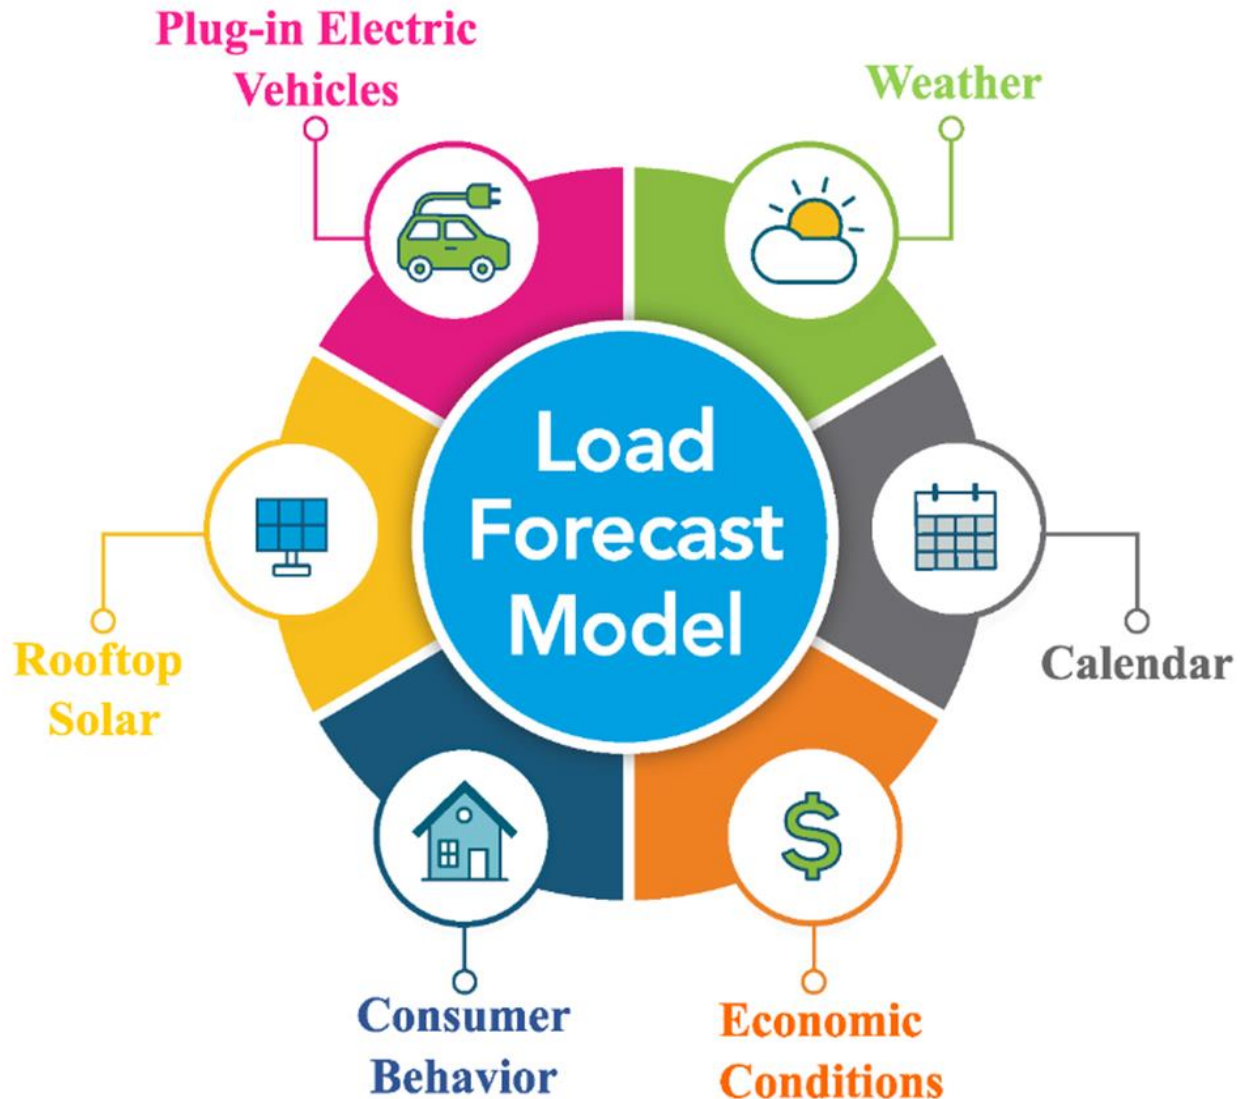 Plug-in Electric
Vehicles
Weather
Load
Forecast
Model
Rooftop
Solar
Calendar
Consumer
Behavior
Economic
Conditions